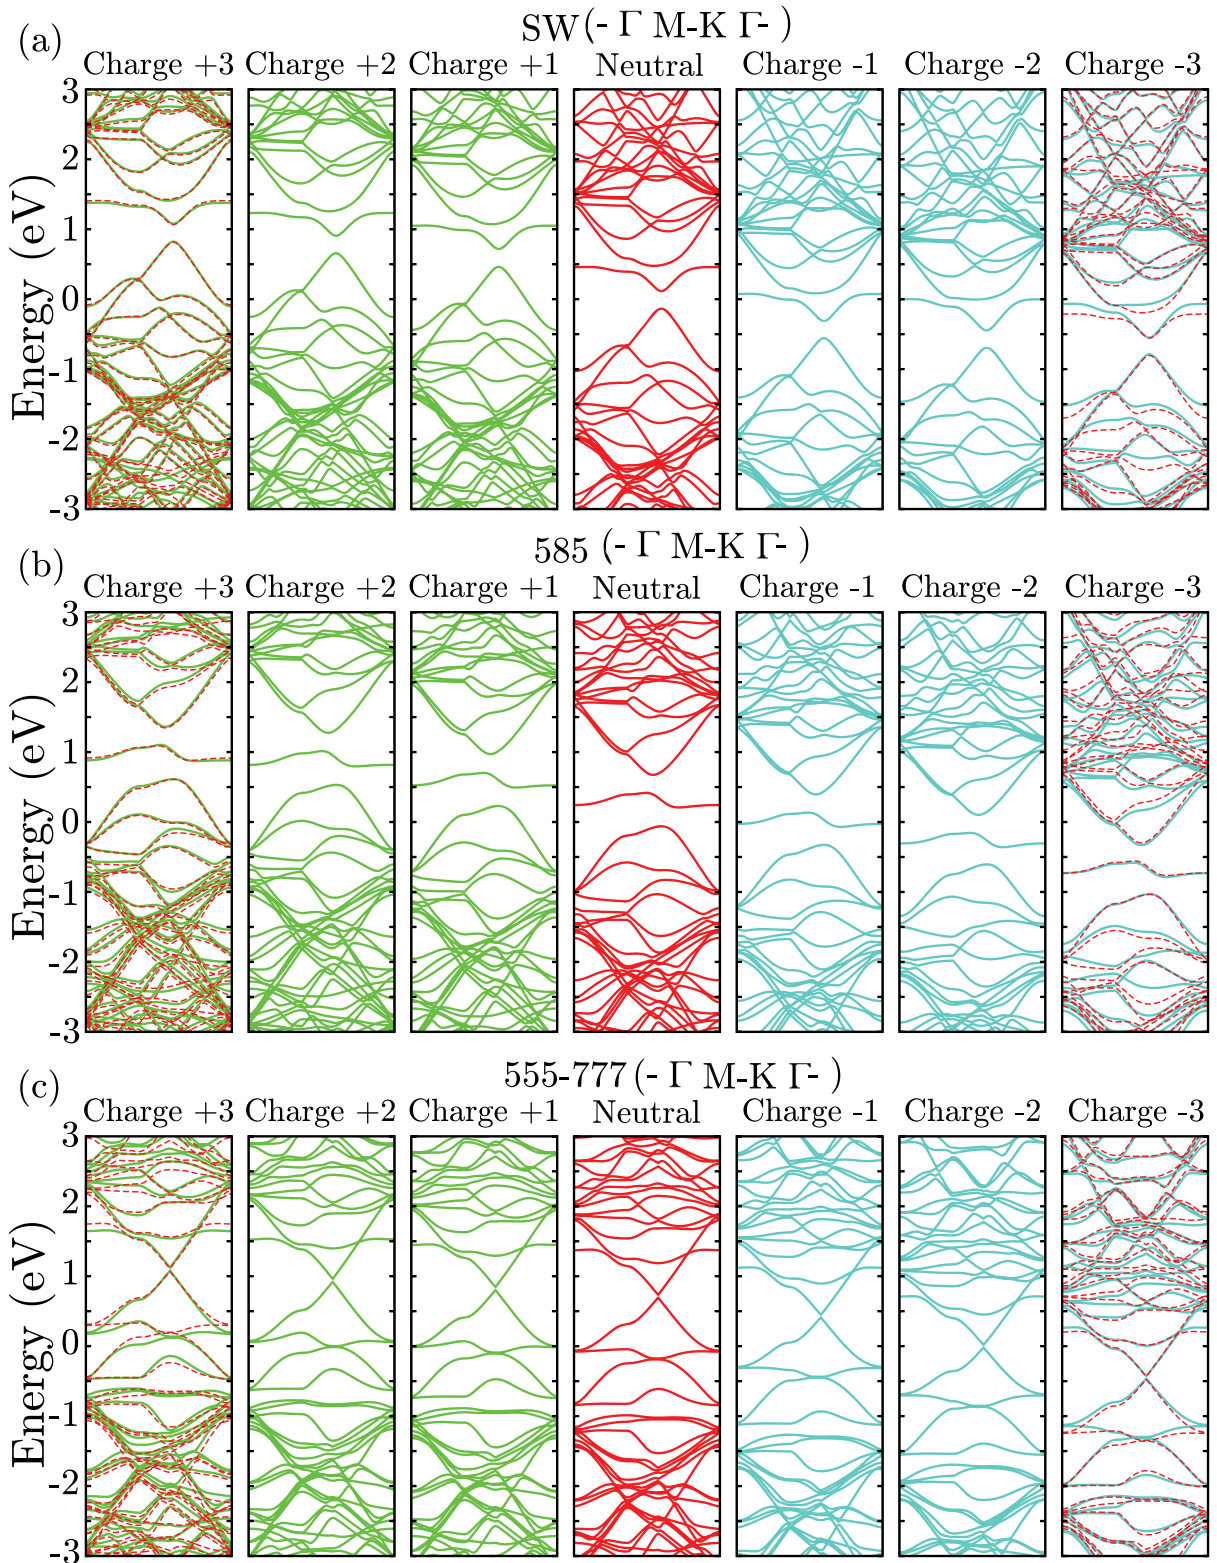 (a) SW (- Γ M-K Γ- )
Charge +3 Charge +2 Charge +1 Neutral Charge -1 Charge -2 Charge -3
3
2
1
0
-1
-2
-3
Energy (eV)
(b) 585 (- Γ M-K Γ- )
Charge +3 Charge +2 Charge +1 Neutral Charge -1 Charge -2 Charge -3
3
2
1
0
-1
-2
-3
Energy (eV)
(c) 555-777 (- Γ M-K Γ- )
Charge +3 Charge +2 Charge +1 Neutral Charge -1 Charge -2 Charge -3
3
2
1
0
-1
-2
-3
Energy (eV)